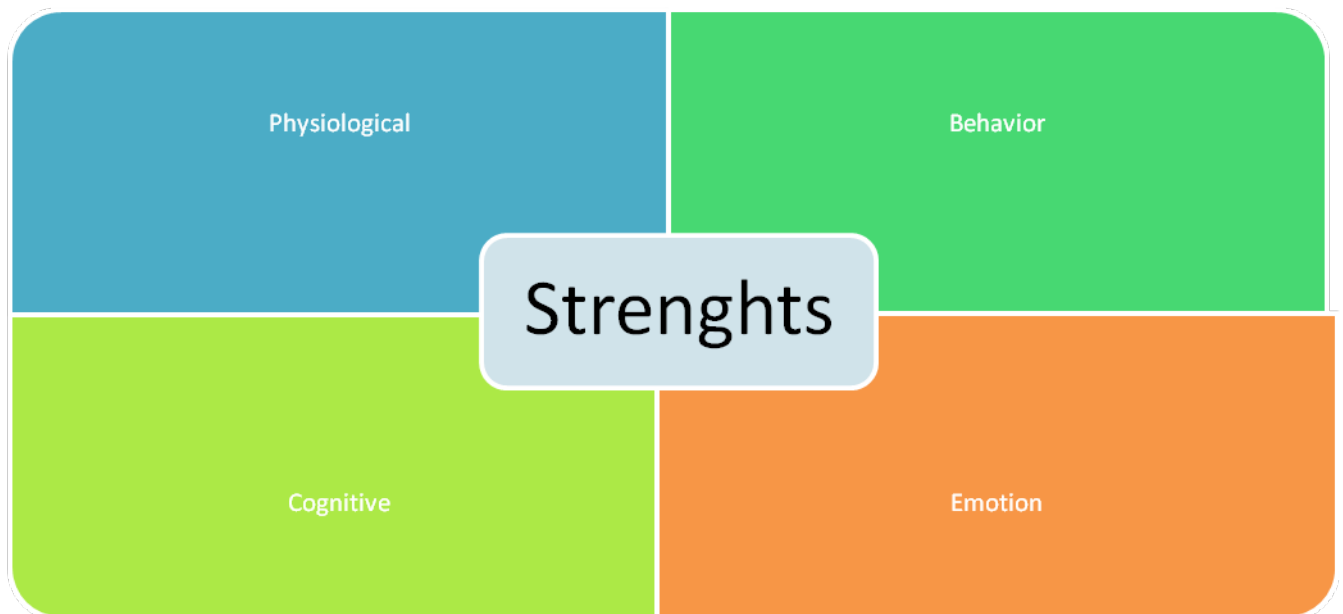 Physiological
Behavior
Strenghts
Cognitive
Emotion